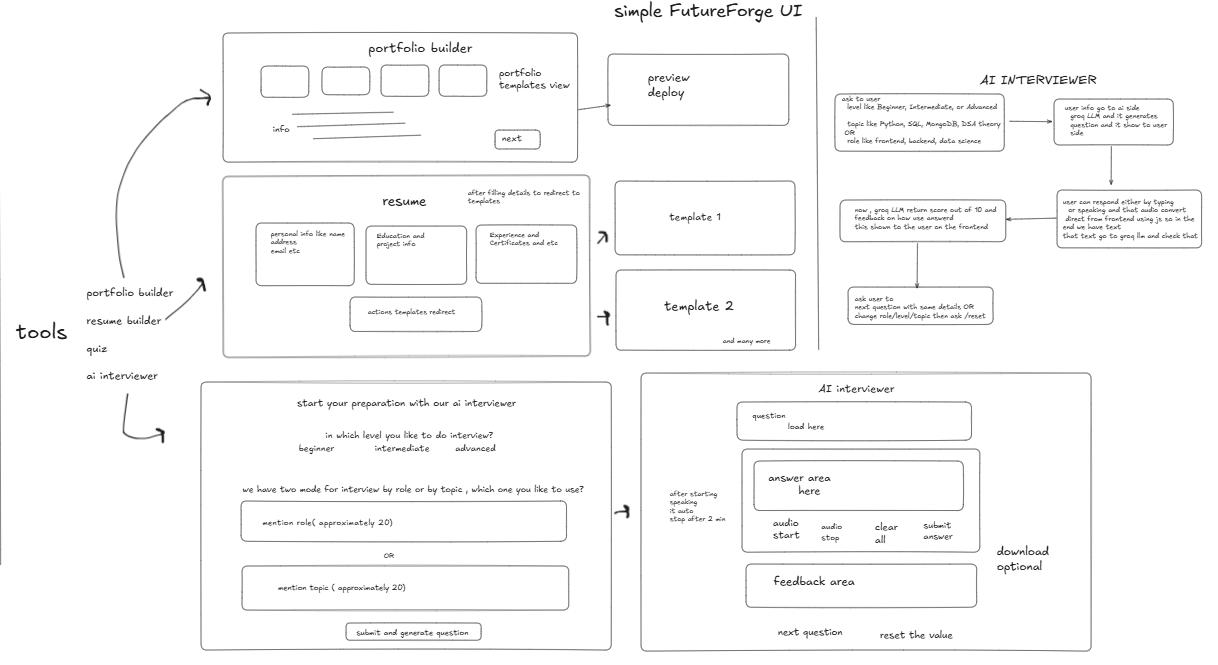 simple FutureForge UI
tools
portfolio builder
resume builder
quiz
ai interviewer
portfolio builder
portfolio
templates view
info
next
preview
deploy
resume
after filling details to redirect to
templates
personal info like name
address
email etc
Education and
project info
Experience and
Certificates and etc
actions templates redirect
template 1
template 2
and many more
AI INTERVIEWER
ask to user
level like Beginner, Intermediate, or Advanced
topic like Python, SQL, MongoDB, DSA theory
OR
role like frontend, backend, data science
user info go to ai side
groq LLM and it generates
question and it show to user
side
user can respond either by typing
or speaking and that audio convert
direct from frontend using js so in the
end we have text
that text go to groq llm and check that
now , groq LLM return score out of 10 and
feedback on how use answerd
this shown to the user on the frontend
ask user to
next question with same details OR
change role/level/topic then ask /reset
start your preparation with our ai interviewer
in which level you like to do interview?
beginner intermediate advanced
we have two mode for interview by role or by topic , which one you like to use?
mention role( approximately 20)
OR
mention topic ( approximately 20)
submit and generate question
AI interviewer
question
load here
answer area
here
after starting
speaking
it auto
stop after 2 min
audio
start
audio
stop
clear
all
submit
answer
download
optional
feedback area
next question
reset the value